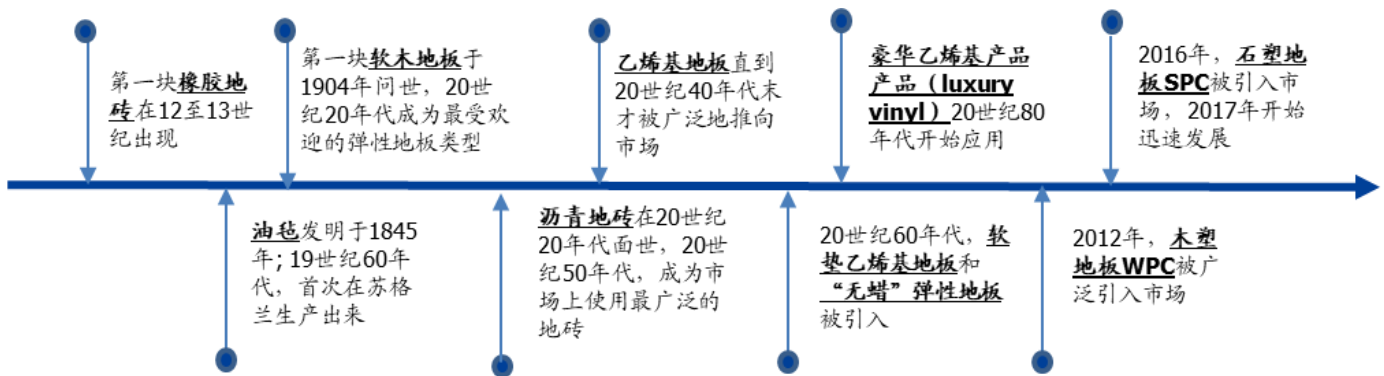 第一块橡胶地
砖在12至13世
纪出现
第一块软木地板于
1904年问世，20世
纪20年代成为最受欢
迎的弹性地板类型
乙烯基地板直到
20世纪40年代末
才被广泛地推向
市场
豪华乙烯基产品
产品（luxury
vinyl）20世纪80
年代开始应用
2016年，石塑地
板SPC被引入市
场，2017年开始
迅速发展
油毡发明于1845
年；19世纪60年
代，首次在苏格
兰生产出来
沥青地砖在20世纪
20年代面世，20世
纪50年代，成为市
场上使用最广泛的
地砖
20世纪60年代，软
垫乙烯基地板和
“无蜡”弹性地板
被引入
2012年，木塑
地板WPC被广
泛引入市场